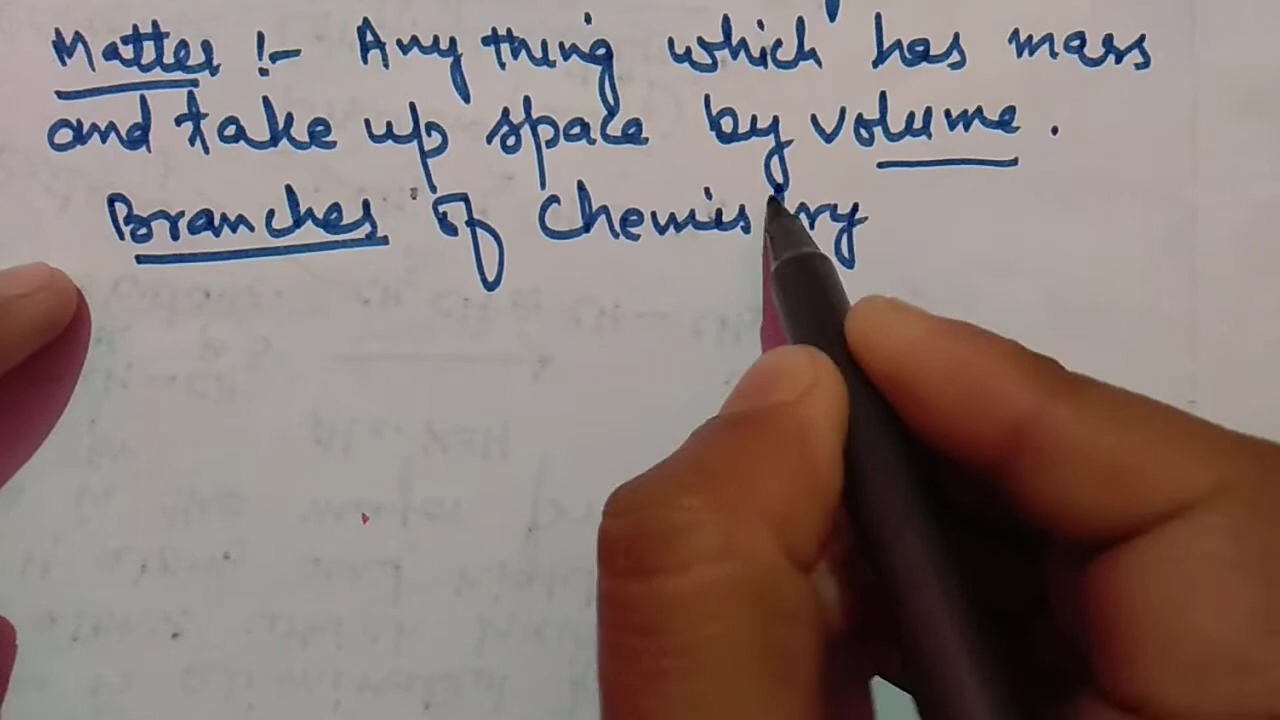 Matter :- Any thing which has mass
and take up space by volume.
Branches of Chemistry